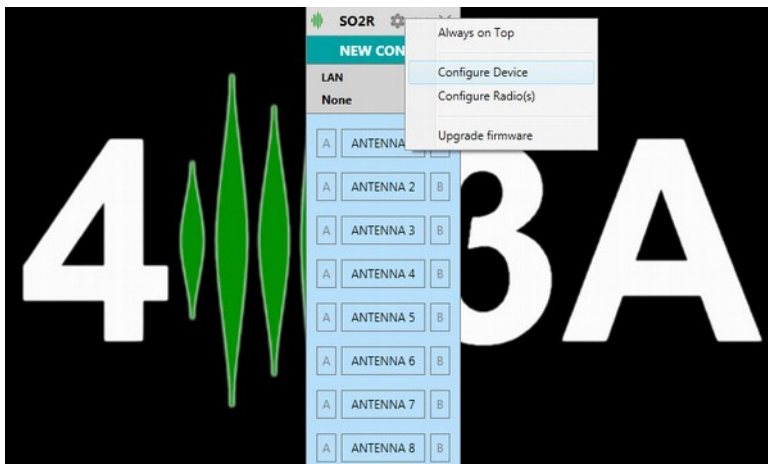 SO2R
Always on Top
NEW CON
Configure Device
LAN
None
Configure Radio(s)
Upgrade firmware
A ANTENNA
A ANTENNA 2 B
A ANTENNA 3 B
A ANTENNA 4 B
A ANTENNA 5 B
A ANTENNA 6 B
A ANTENNA 7 B
A ANTENNA 8 B
4 3A